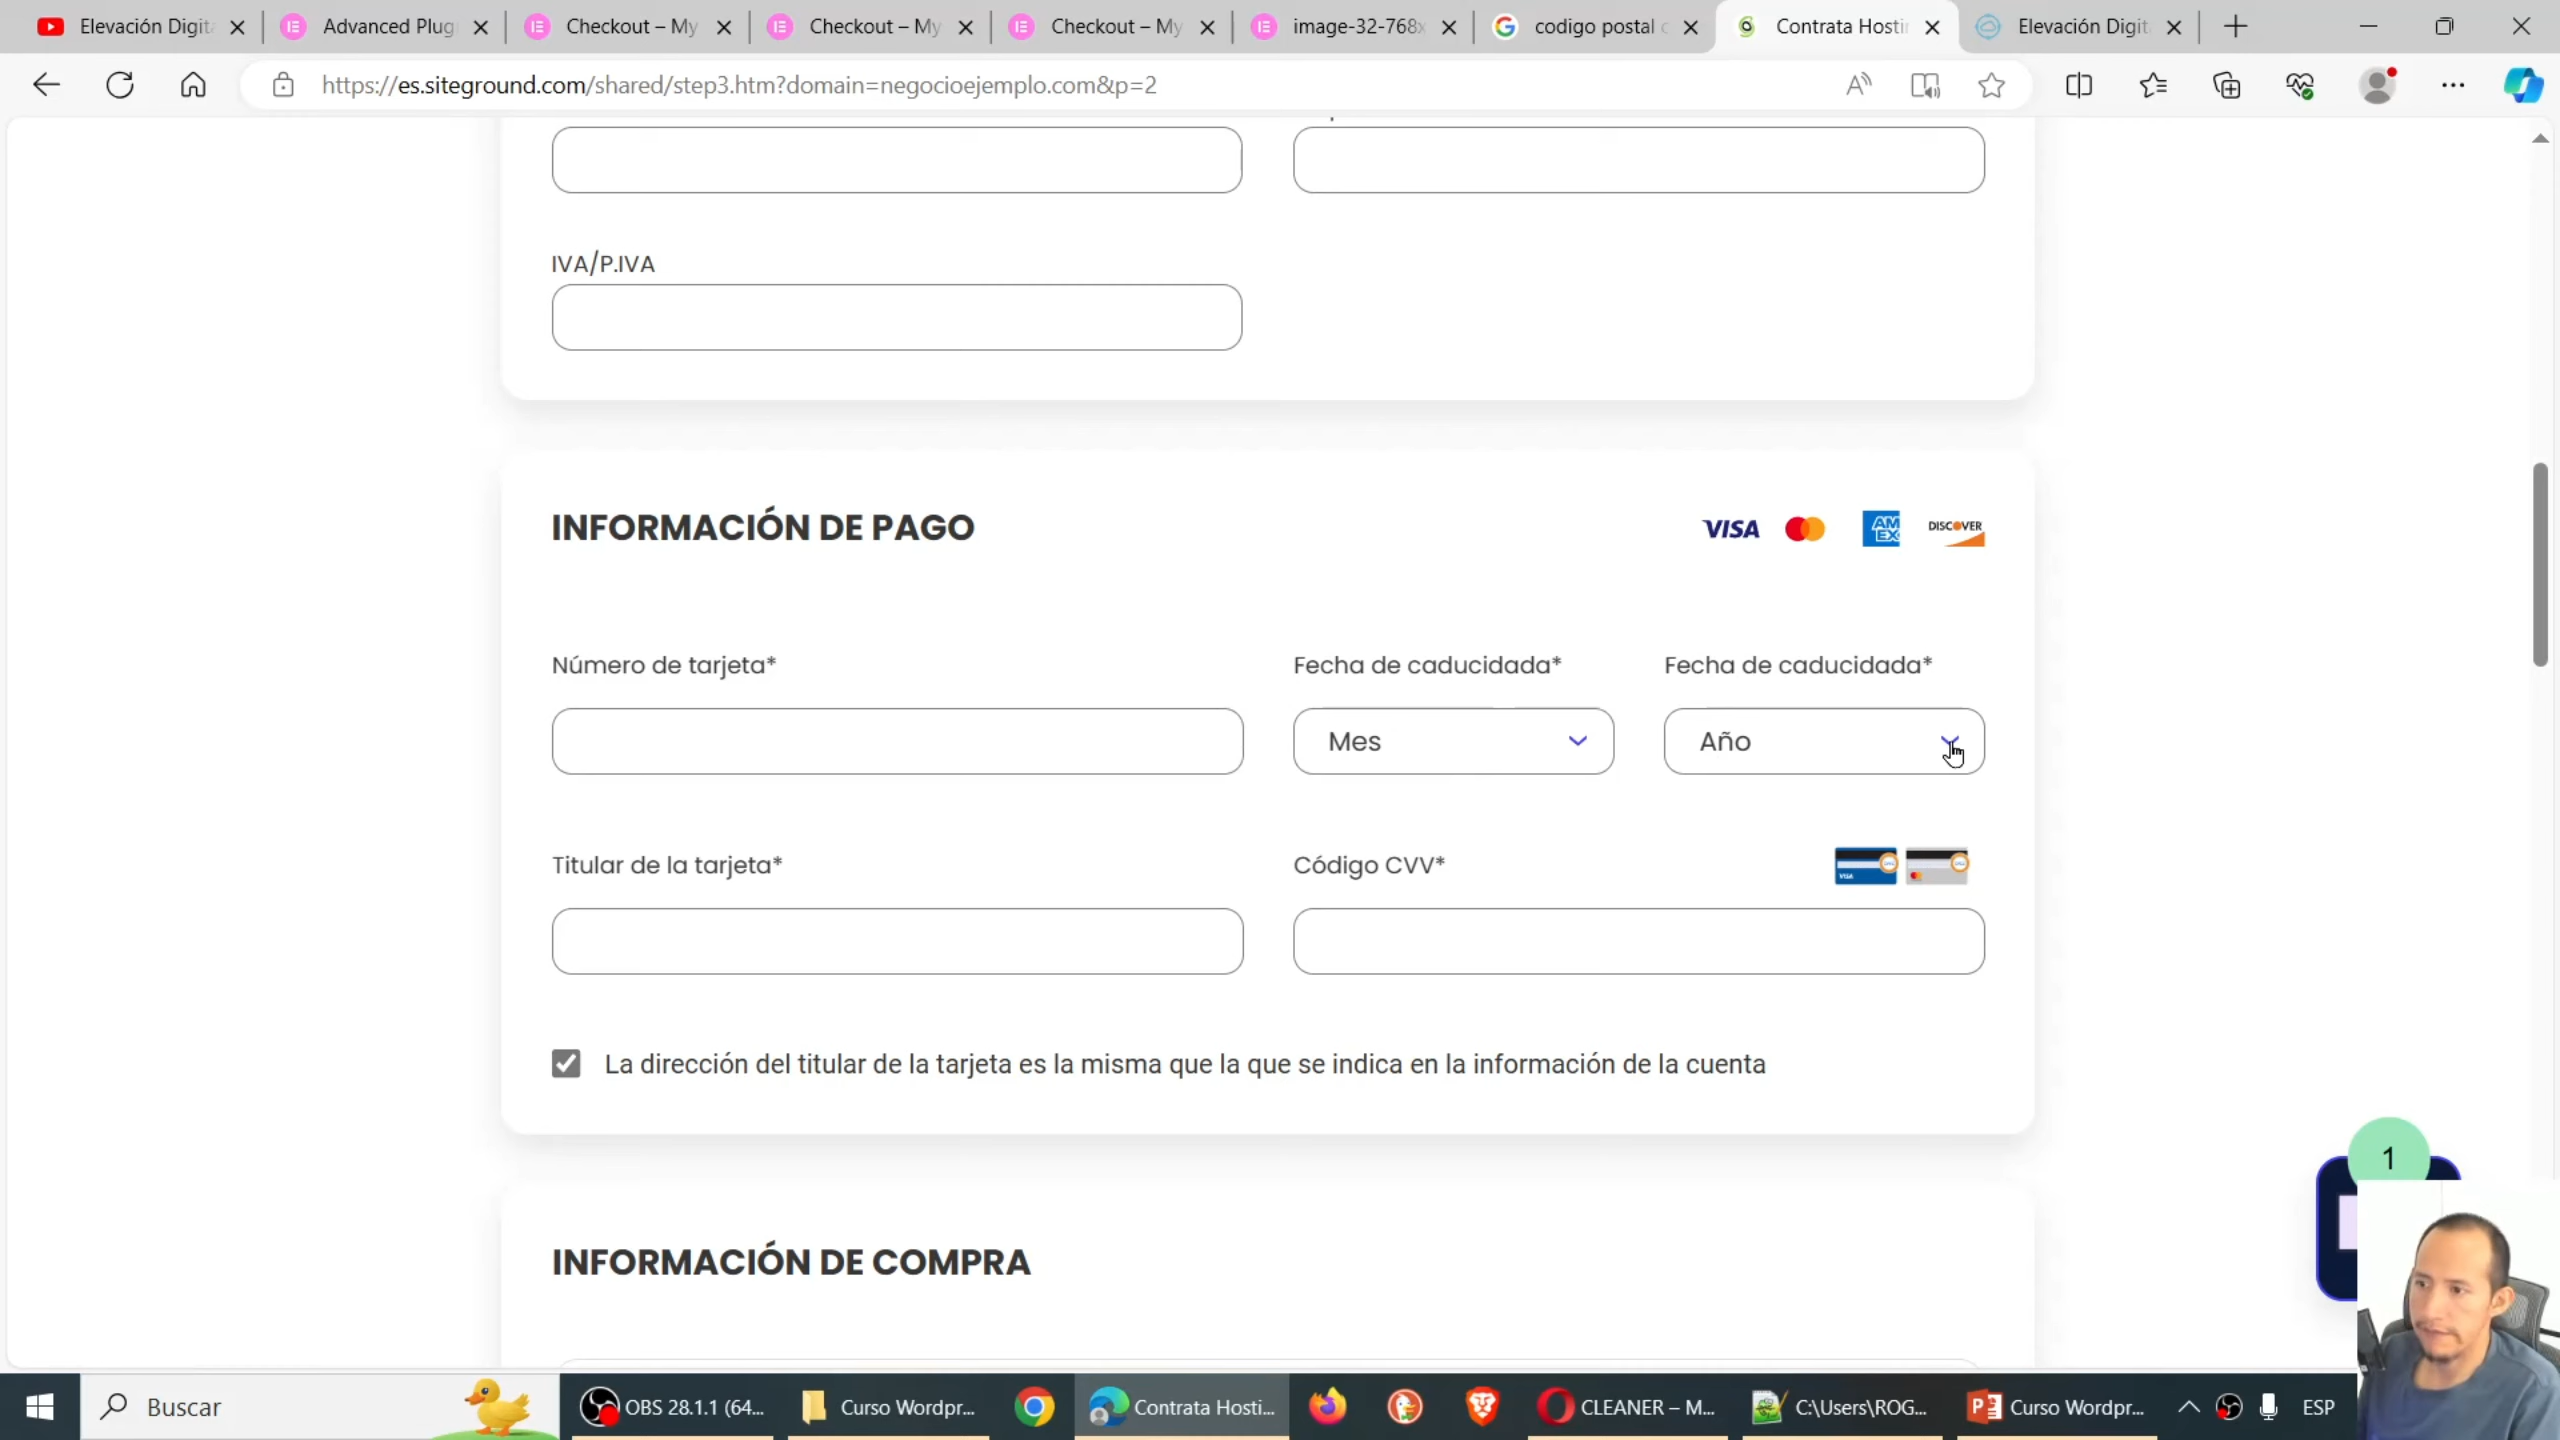 Elevación Digit
Advanced Plug
Checkout – My
Checkout – My
Checkout – My
image-32-768x
codigo postal c
Contrata Hostin
Elevación Digit
https://es.siteground.com/shared/step3.htm?domain=negocioejemplo.com&p=2
IVA/P.IVA
INFORMACIÓN DE PAGO
VISA
AM
EX
DISCOVER
Número de tarjeta*
Fecha de caducidada*
Fecha de caducidada*
Mes
Año
Titular de la tarjeta*
Código CVV*
VISA
La dirección del titular de la tarjeta es la misma que la que se indica en la información de la cuenta
1
INFORMACIÓN DE COMPRA
Buscar
OBS 28.1.1 (64...
Curso Wordpr...
Contrata Hosti...
CLEANER – M...
C:\Users\ROG...
Curso Wordpr...
ESP